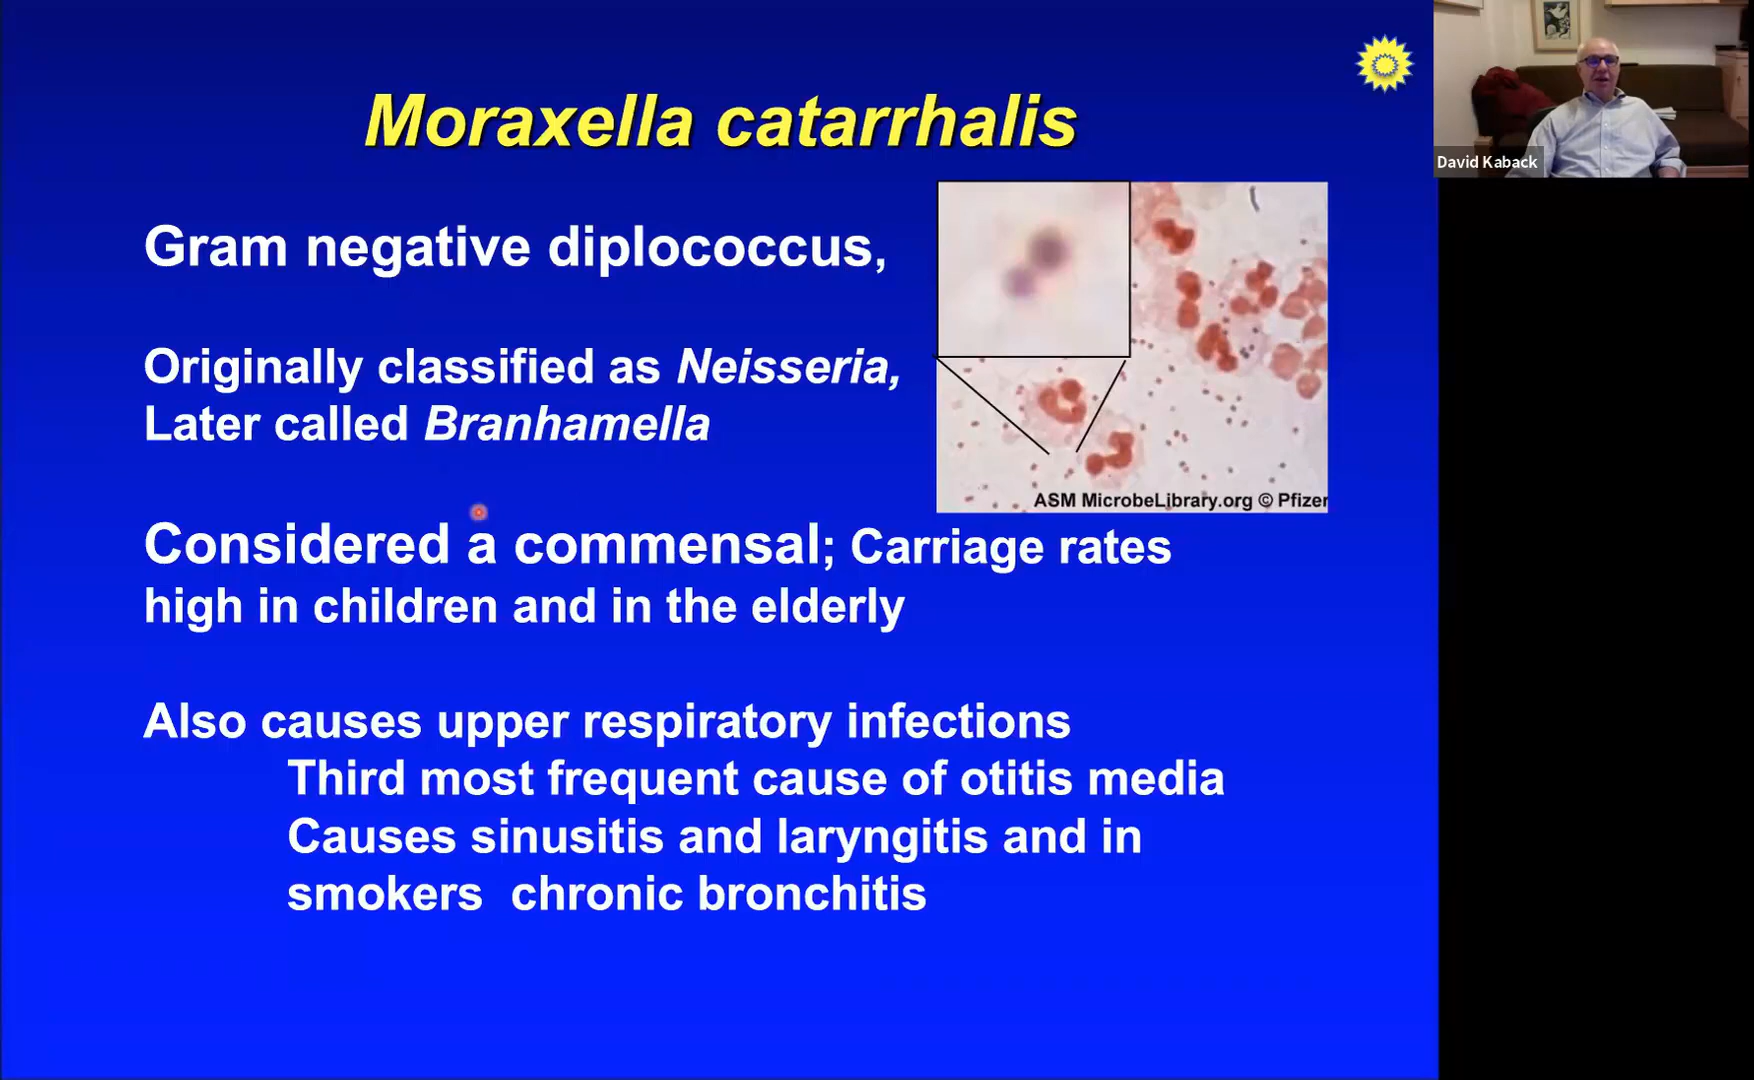 Moraxella catarrhalis
David Kaback
Gram negative diplococcus,
Originally classified as Neisseria,
Later called Branhamella
ASM MicrobeLibrary.org © Pfizer
Considered a commensal; Carriage rates
high in children and in the elderly
Also causes upper respiratory infections
Third most frequent cause of otitis media
Causes sinusitis and laryngitis and in
smokers  chronic bronchitis